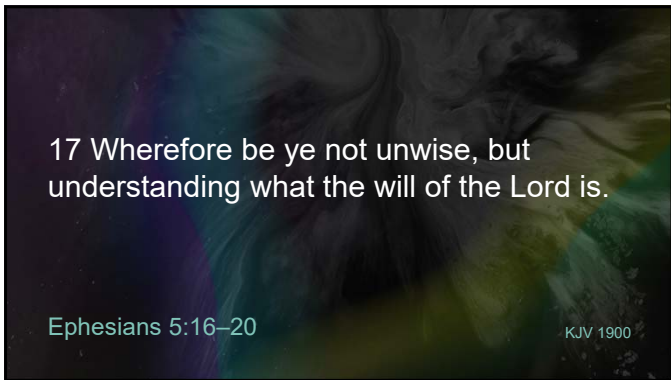 17 Wherefore be ye not unwise, but
understanding what the will of the Lord is.
Ephesians 5:16–20
KJV 1900